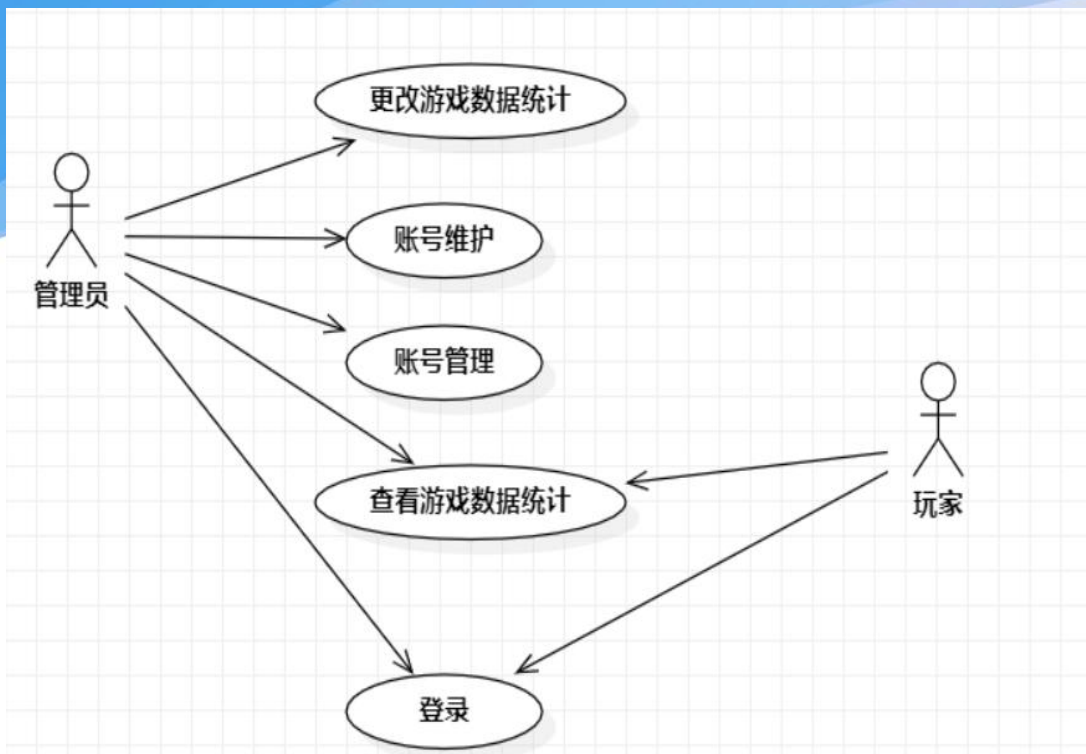 更改游戏数据统计
账号维护
管理员
账号管理
查看游戏数据统计
玩家
登录